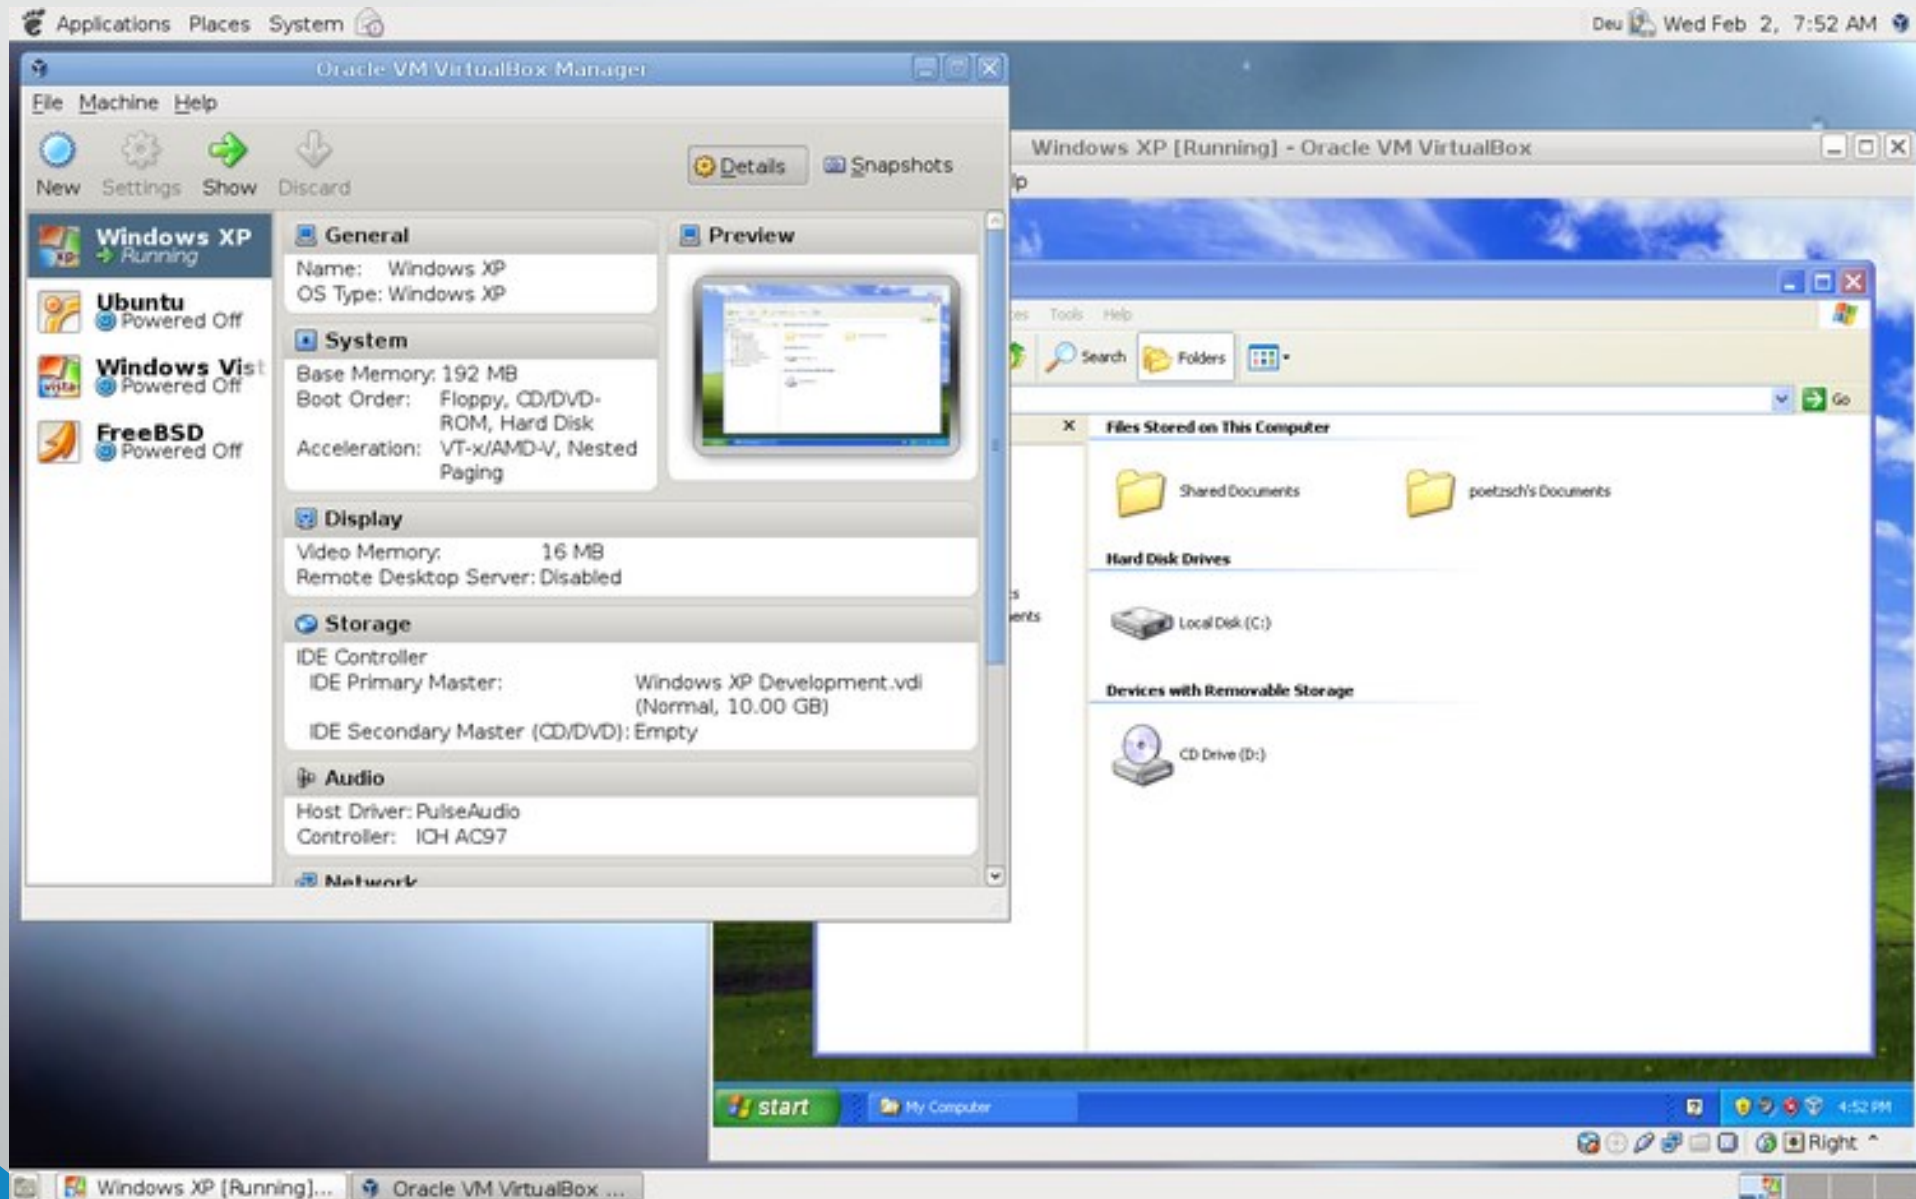 Applications Places System
Deu Wed Feb 2, 7:52 AM
Oracle VM VirtualBox Manager
File Machine Help
New Settings Show Discard
Details Snapshots
Windows XP
Running
Ubuntu
Powered Off
Windows Vist
Powered Off
FreeBSD
Powered Off
General
Name: Windows XP
OS Type: Windows XP
System
Base Memory: 192 MB
Boot Order: Floppy, CD/DVD-
ROM, Hard Disk
Acceleration: VT-x/AMD-V, Nested
Paging
Preview
Display
Video Memory: 16 MB
Remote Desktop Server: Disabled
Storage
IDE Controller
IDE Primary Master: Windows XP Development.vdi
(Normal, 10.00 GB)
IDE Secondary Master (CD/DVD): Empty
Audio
Host Driver: PulseAudio
Controller: ICH AC97
Network
Windows XP [Running] - Oracle VM VirtualBox
lp
Tools Help
Search Folders
Go
Files Stored on This Computer
Shared Documents
poetzsch's Documents
Hard Disk Drives
Local Disk (C:)
Devices with Removable Storage
CD Drive (D:)
start
My Computer
4:52 PM
Right
Windows XP [Running]...
Oracle VM VirtualBox ...